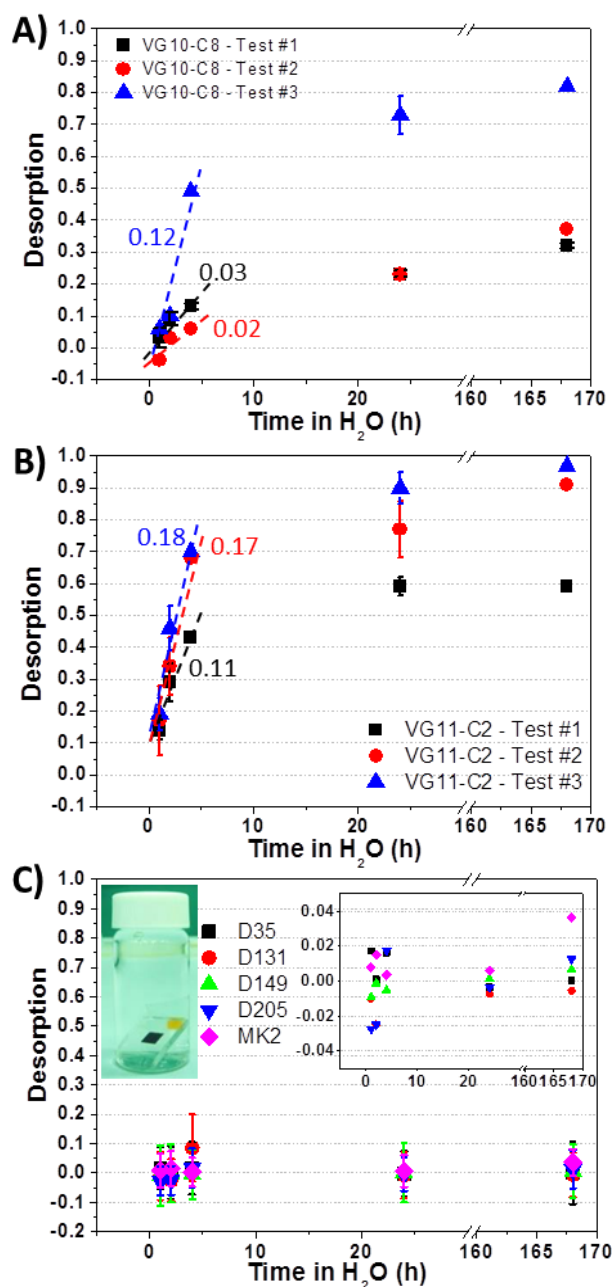 A)
VG10-C8 - Test #1
VG10-C8 - Test #2
VG10-C8 - Test #3
1.0
0.9
0.8
0.7
0.6
0.5
0.4
0.3
0.2
0.1
0.0
-0.1
Desorption
0.12
0.03
0.02
0 10 20 160 165 170
Time in H₂O (h)
B)
1.0
0.9
0.8
0.7
0.6
0.5
0.4
0.3
0.2
0.1
0.0
-0.1
Desorption
0.18
0.17
0.11
VG11-C2 - Test #1
VG11-C2 - Test #2
VG11-C2 - Test #3
0 10 20 160 165 170
Time in H₂O (h)
C)
1.0
0.9
0.8
0.7
0.6
0.5
0.4
0.3
0.2
0.1
0.0
-0.1
-0.2
Desorption
D35
D131
D149
D205
MK2
0.04
0.02
0.00
-0.02
-0.04
0 10 20 160 165 170
0 10 20 160 165 170
Time in H₂O (h)